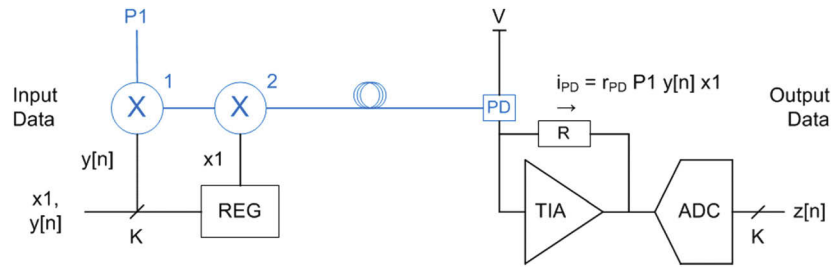 P1
V
1
2
i_PD = r_PD P1 y[n] x1
→
Input
Data
X
X
PD
Output
Data
R
y[n]
x1
x1,
y[n]
K
REG
TIA
ADC
K
z[n]